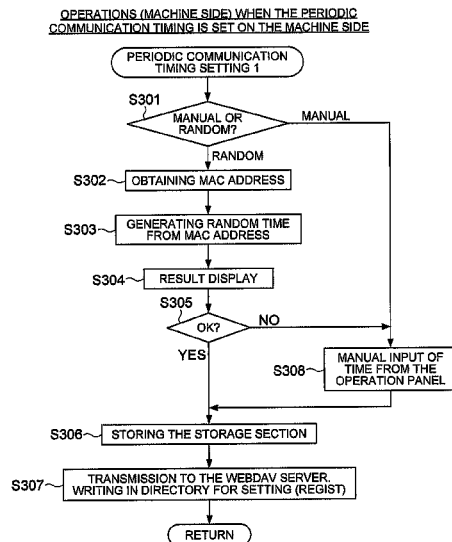 OPERATIONS (MACHINE SIDE) WHEN THE PERIODIC
COMMUNICATION TIMING IS SET ON THE MACHINE SIDE
PERIODIC COMMUNICATION
TIMING SETTING 1
S301
MANUAL OR
RANDOM?
MANUAL
RANDOM
S302
OBTAINING MAC ADDRESS
S303
GENERATING RANDOM TIME
FROM MAC ADDRESS
S304
RESULT DISPLAY
S305
OK?
NO
YES
S308
MANUAL INPUT OF
TIME FROM THE
OPERATION PANEL
S306
STORING THE STORAGE SECTION
S307
TRANSMISSION TO THE WEBDAV SERVER.
WRITING IN DIRECTORY FOR SETTING (REGIST)
RETURN